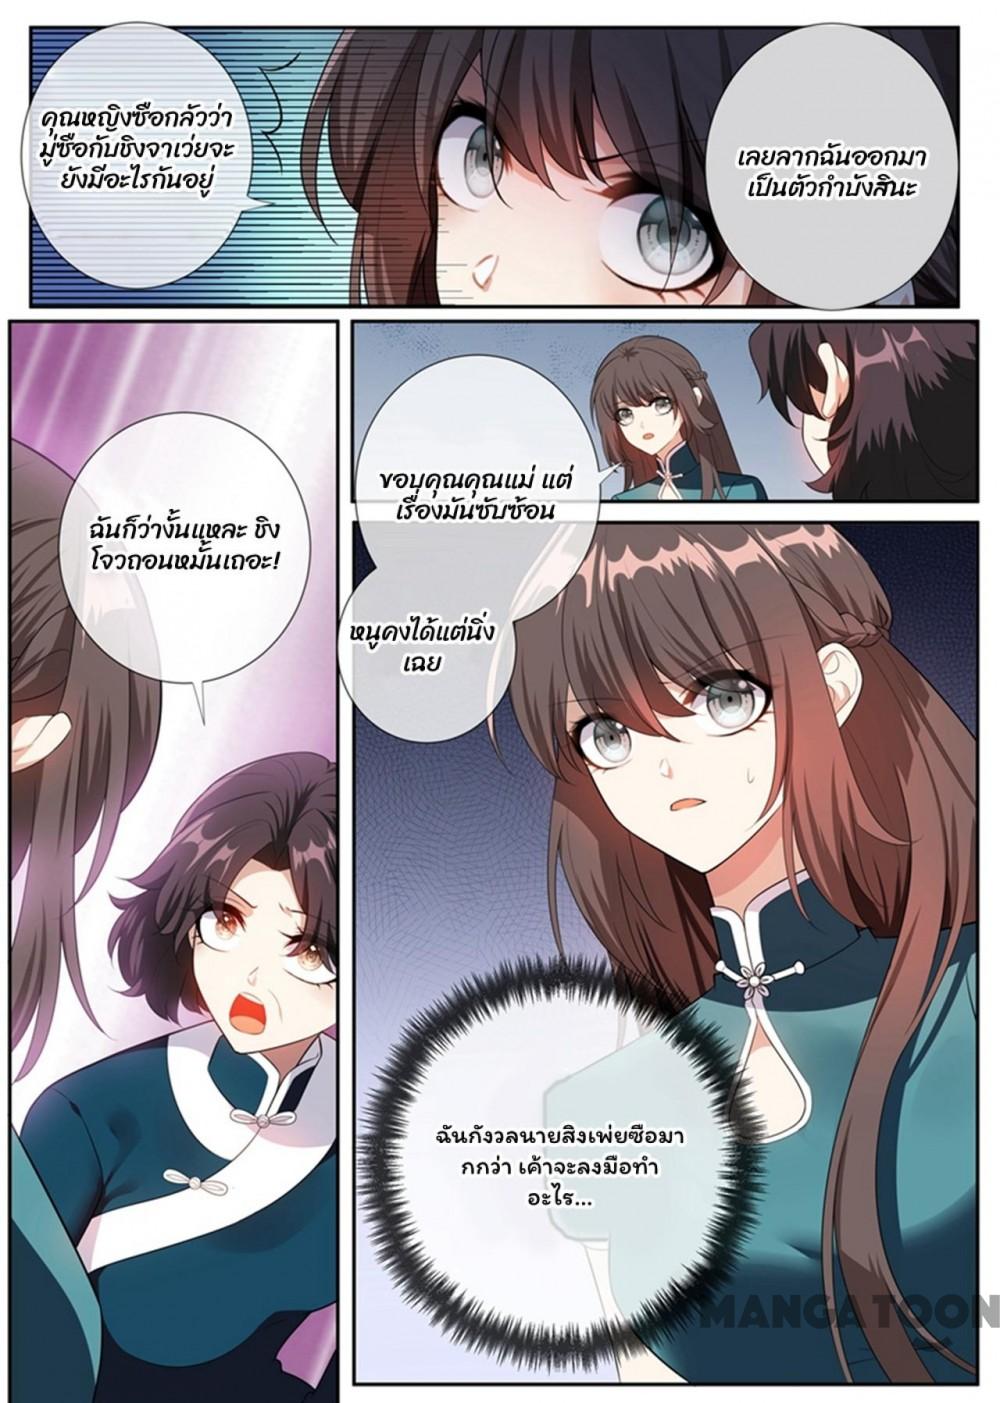 คุณหญิงซือกลัวว่า
มู่ซือกับชิงจาเว่ยจะ
ยังมีอะไรกันอยู่
เลยลากฉันออกมา
เป็นตัวกำบังสินะ
ขอบคุณคุณแม่ แต่
เรื่องมันซับซ้อน
หนูคงได้แต่นิ่ง
เฉย
ฉันก็ว่างั้นแหละ ชิง
โจวถอนหมั้นเถอะ!
ฉันกังวลนายสิงเพ่ยซือมา
กกว่า เค้าจะลงมือทำ
อะไร...
MANGATOON